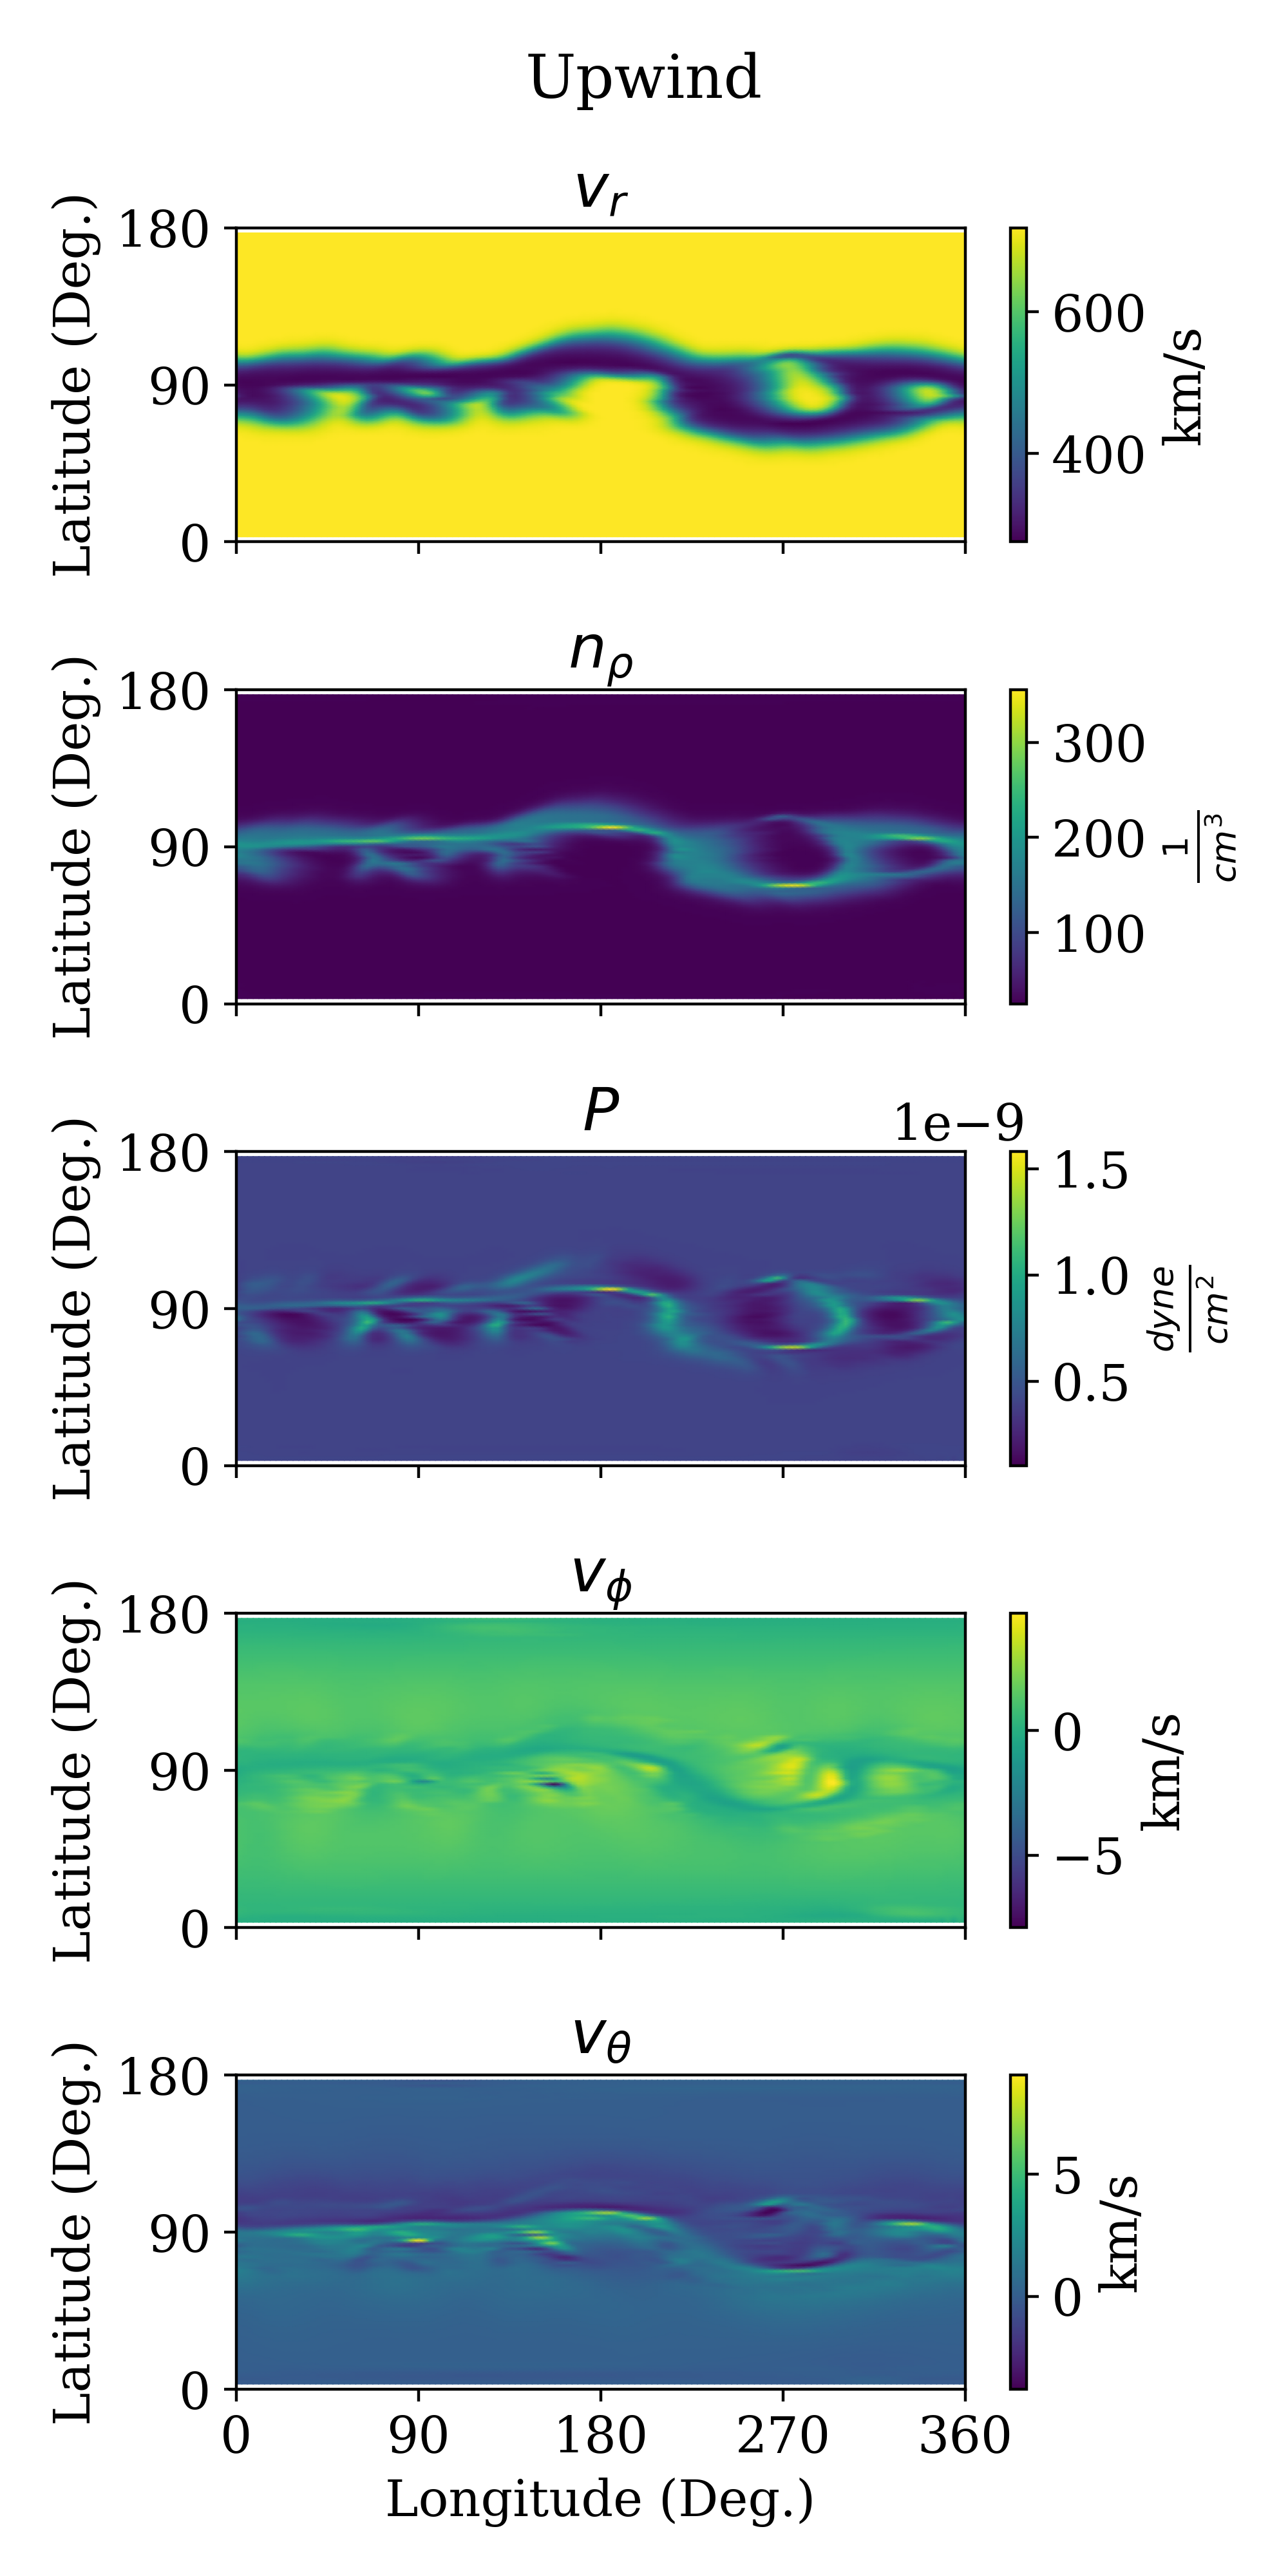 Upwind
v_r
Latitude (Deg.)
180
90
0
600
400
km/s
n_ρ
Latitude (Deg.)
180
90
0
300
200
100
1/cm³
P
1e−9
Latitude (Deg.)
180
90
0
1.5
1.0
0.5
dyne/cm²
v_ϕ
Latitude (Deg.)
180
90
0
0
−5
km/s
v_θ
Latitude (Deg.)
180
90
0
5
0
km/s
0 90 180 270 360
Longitude (Deg.)